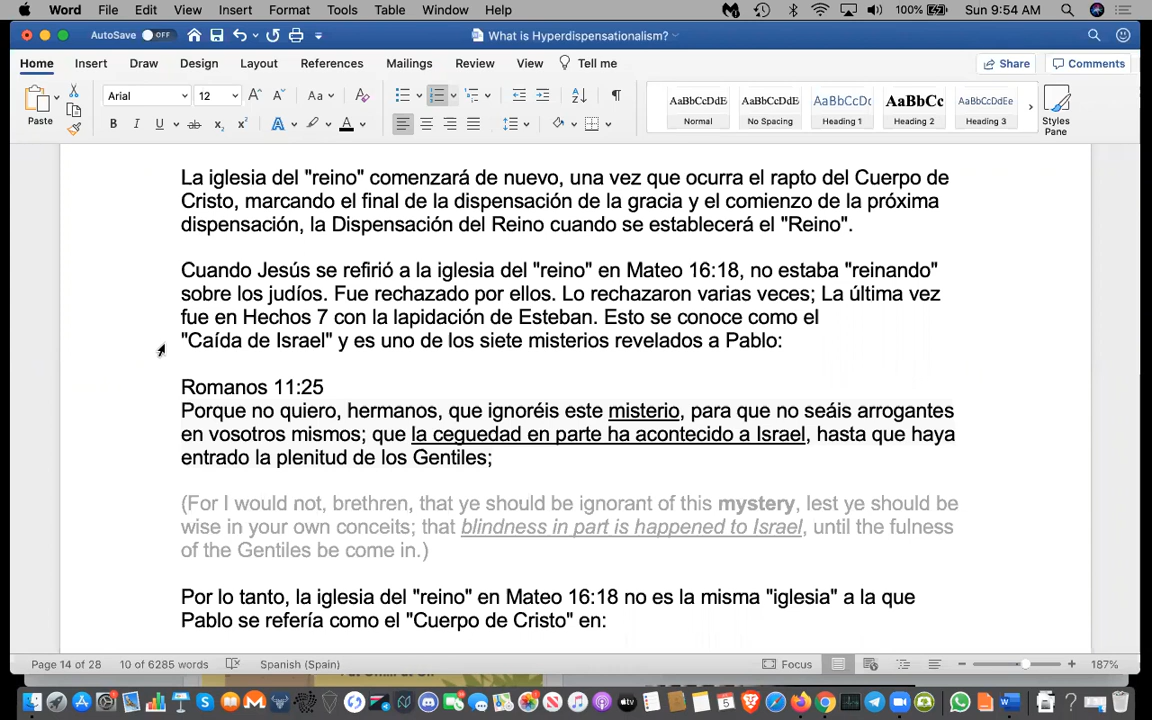 Word File Edit View Insert Format Tools Table Window Help 100% Sun 9:54 AM
AutoSave OFF What is Hyperdispensationalism?
Home Insert Draw Design Layout References Mailings Review View Tell me Share Comments
Paste Arial 12 Aa AaBbCcDdE AaBbCcDdE AaBbCcDc AaBbCc AaBbCcDdEe
B I U ab x₂ x² A A Normal No Spacing Heading 1 Heading 2 Heading 3 Styles Pane
La iglesia del "reino" comenzará de nuevo, una vez que ocurra el rapto del Cuerpo de
Cristo, marcando el final de la dispensación de la gracia y el comienzo de la próxima
dispensación, la Dispensación del Reino cuando se establecerá el "Reino".
Cuando Jesús se refirió a la iglesia del "reino" en Mateo 16:18, no estaba "reinando"
sobre los judíos. Fue rechazado por ellos. Lo rechazaron varias veces; La última vez
fue en Hechos 7 con la lapidación de Esteban. Esto se conoce como el
"Caída de Israel" y es uno de los siete misterios revelados a Pablo:
Romanos 11:25
Porque no quiero, hermanos, que ignoréis este misterio, para que no seáis arrogantes
en vosotros mismos; que la ceguedad en parte ha acontecido a Israel, hasta que haya
entrado la plenitud de los Gentiles;
(For I would not, brethren, that ye should be ignorant of this mystery, lest ye should be
wise in your own conceits; that blindness in part is happened to Israel, until the fulness
of the Gentiles be come in.)
Por lo tanto, la iglesia del "reino" en Mateo 16:18 no es la misma "iglesia" a la que
Pablo se refería como el "Cuerpo de Cristo" en:
Page 14 of 28 10 of 6285 words Spanish (Spain) Focus 187%